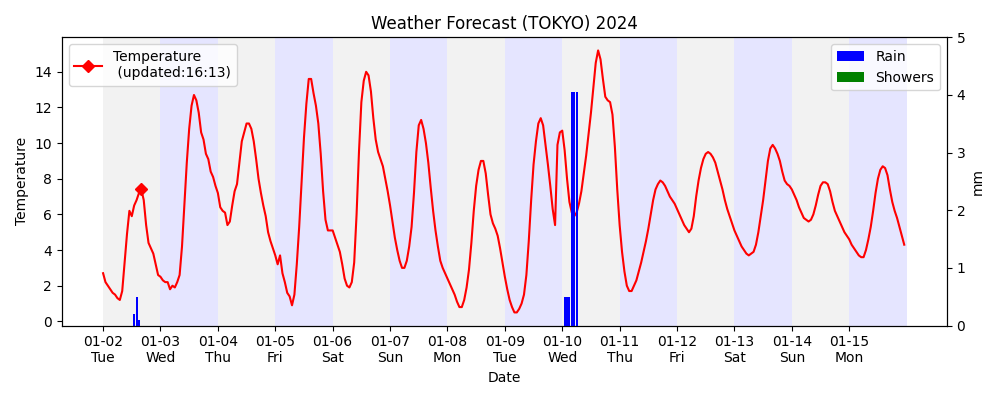 Weather Forecast (TOKYO) 2024
Temperature
(updated:16:13)
Rain
Showers
Temperature
14
12
10
8
6
4
2
0
5
4
3
2
1
0
mm
01-02 01-03 01-04 01-05 01-06 01-07 01-08 01-09 01-10 01-11 01-12 01-13 01-14 01-15
Tue Wed Thu Fri Sat Sun Mon Tue Wed Thu Fri Sat Sun Mon
Date